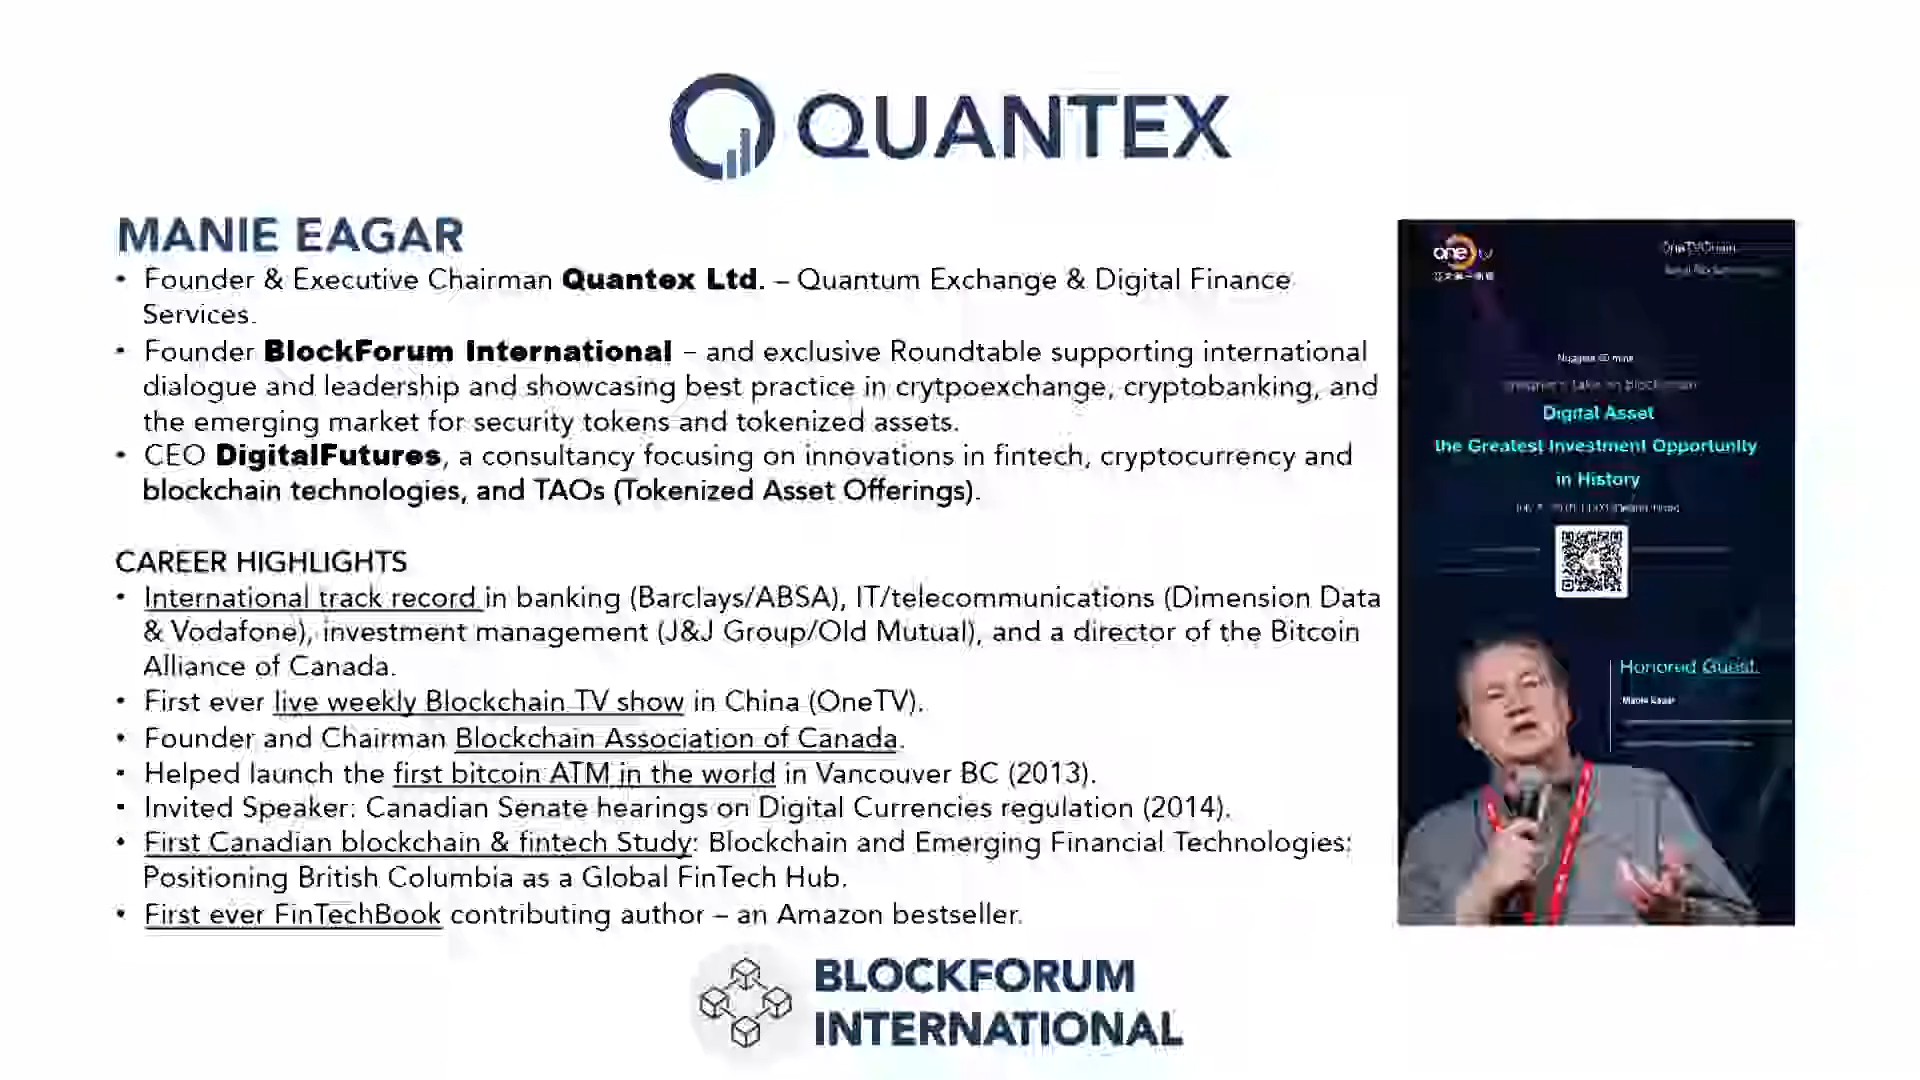 QUANTEX
MANIE EAGAR
• Founder & Executive Chairman Quantex Ltd. – Quantum Exchange & Digital Finance
Services.
• Founder BlockForum International – and exclusive Roundtable supporting international
dialogue and leadership and showcasing best practice in crytpoexchange, cryptobanking, and
the emerging market for security tokens and tokenized assets.
• CEO DigitalFutures, a consultancy focusing on innovations in fintech, cryptocurrency and
blockchain technologies, and TAOs (Tokenized Asset Offerings).
CAREER HIGHLIGHTS
• International track record in banking (Barclays/ABSA), IT/telecommunications (Dimension Data
& Vodafone), investment management (J&J Group/Old Mutual), and a director of the Bitcoin
Alliance of Canada.
• First ever live weekly Blockchain TV show in China (OneTV).
• Founder and Chairman Blockchain Association of Canada.
• Helped launch the first bitcoin ATM in the world in Vancouver BC (2013).
• Invited Speaker: Canadian Senate hearings on Digital Currencies regulation (2014).
• First Canadian blockchain & fintech Study: Blockchain and Emerging Financial Technologies:
Positioning British Columbia as a Global FinTech Hub.
• First ever FinTechBook contributing author – an Amazon bestseller.
one tv
OneTVChain
Digital Asset
the Greatest Investment Opportunity
in History
Honored Guest
Manie Eagar
BLOCKFORUM
INTERNATIONAL